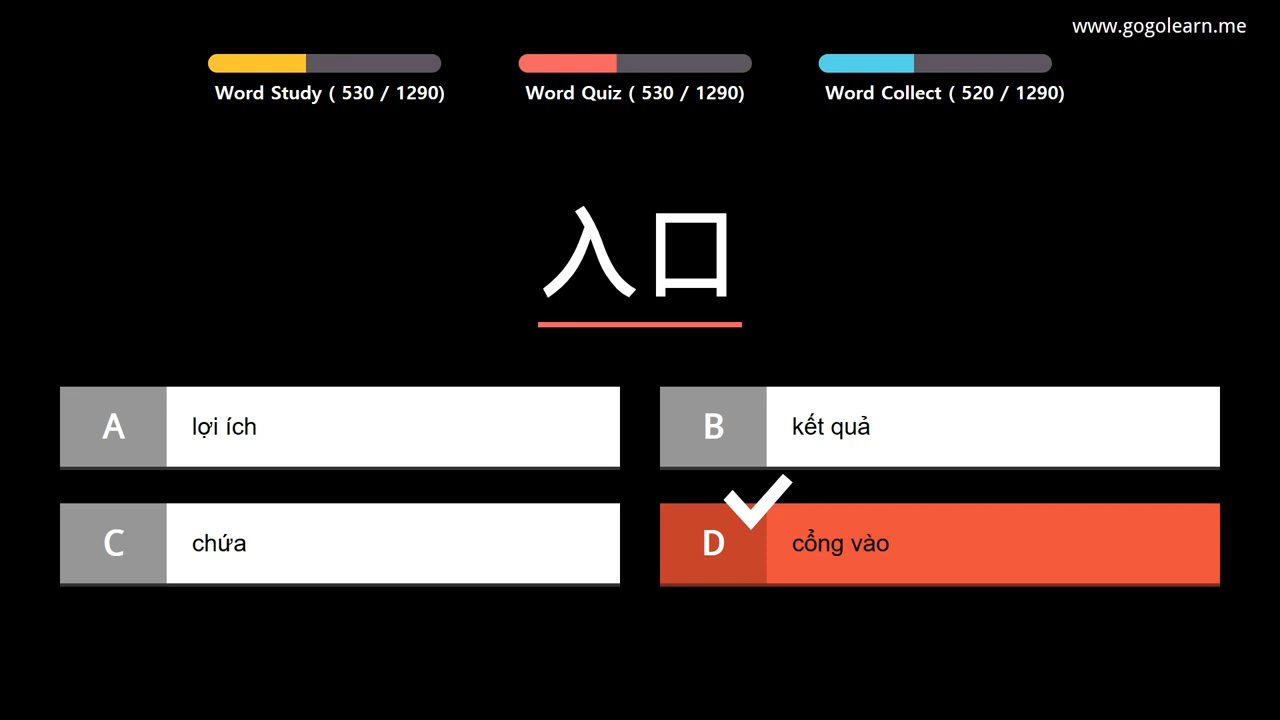 www.gogolearn.me
Word Study ( 530 / 1290)
Word Quiz ( 530 / 1290)
Word Collect ( 520 / 1290)
入口
A lợi ích
B kết quả
C chứa
D cổng vào